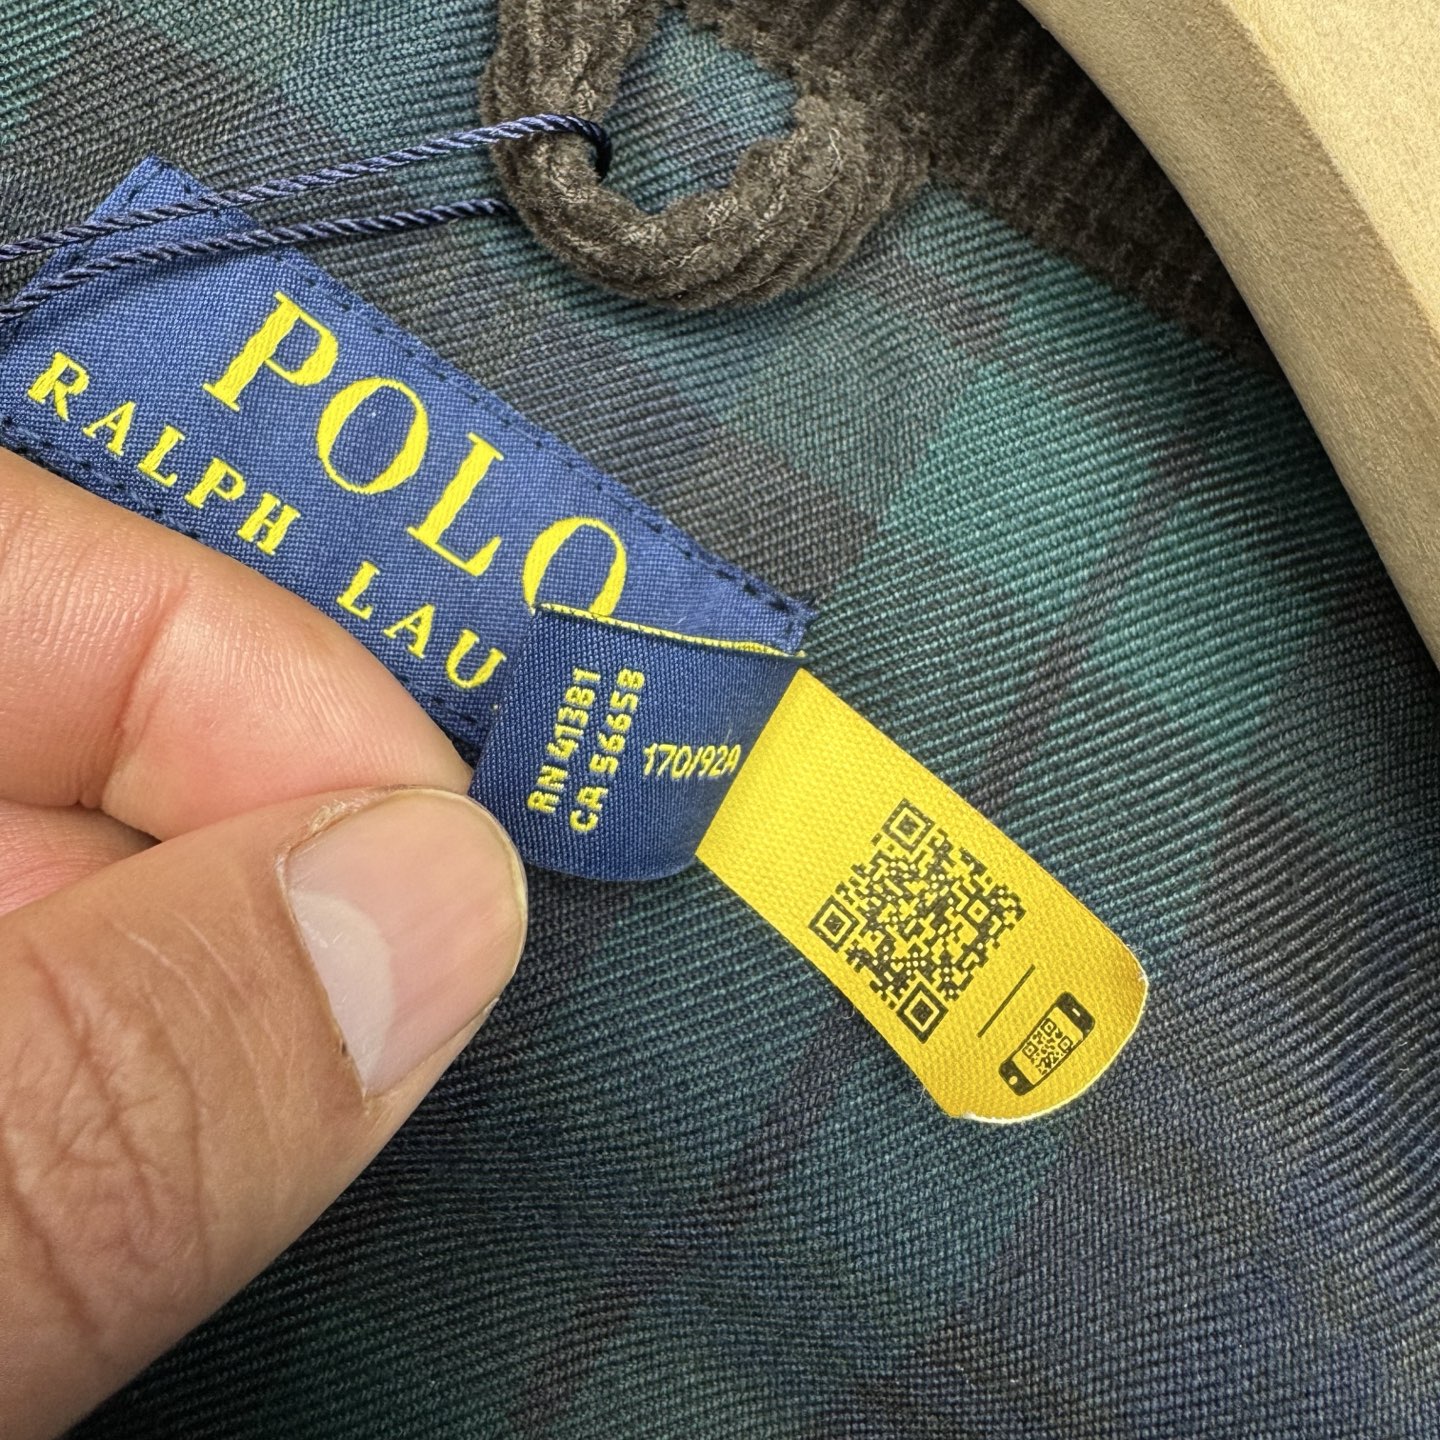 POLO
RALPH LAU
RN 41381
CA 56658
170/92A